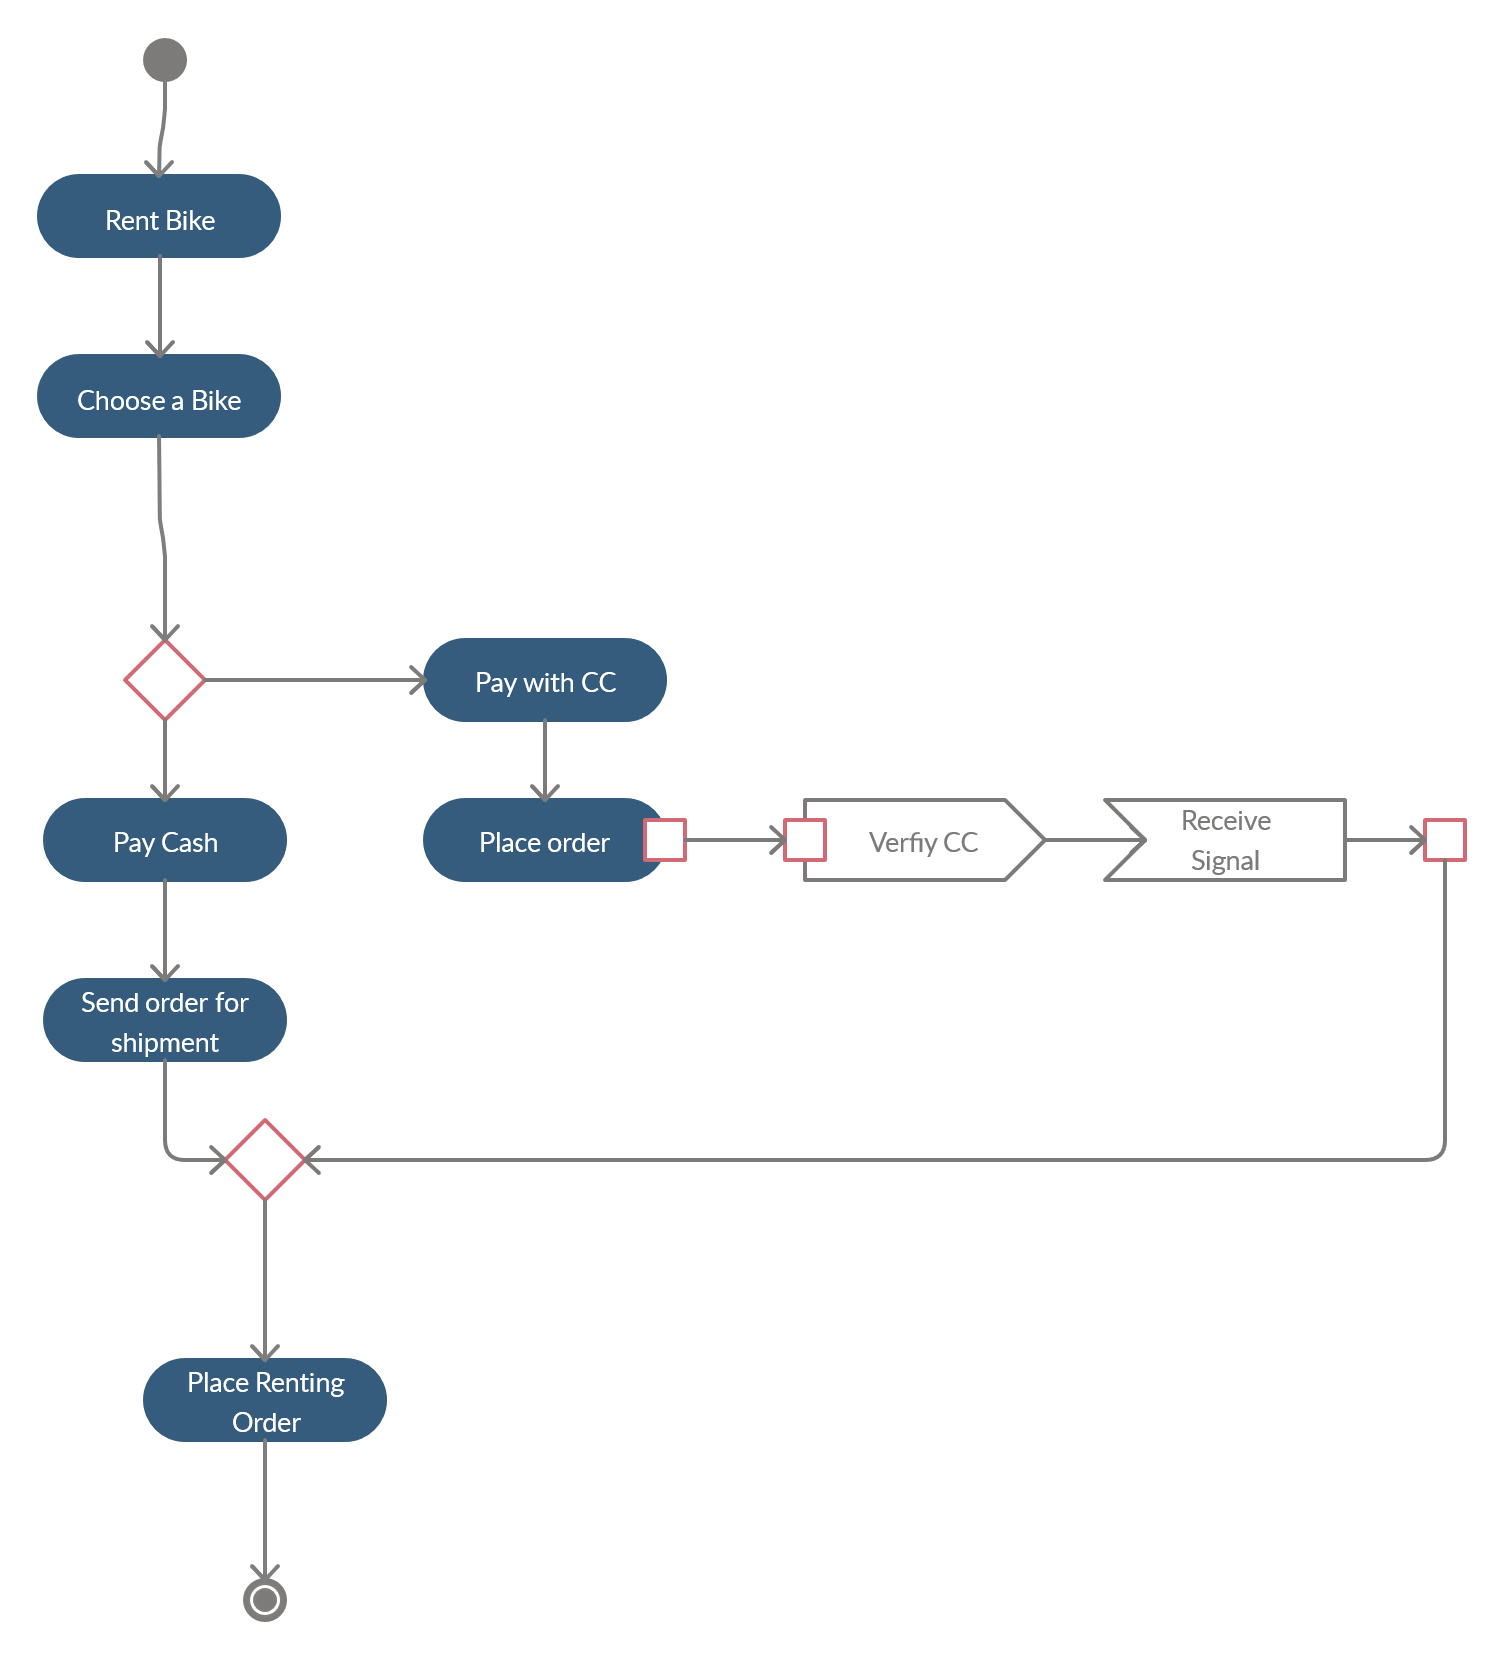 Rent Bike
Choose a Bike
Pay with CC
Pay Cash
Place order
Verfiy CC
Receive
Signal
Send order for
shipment
Place Renting
Order